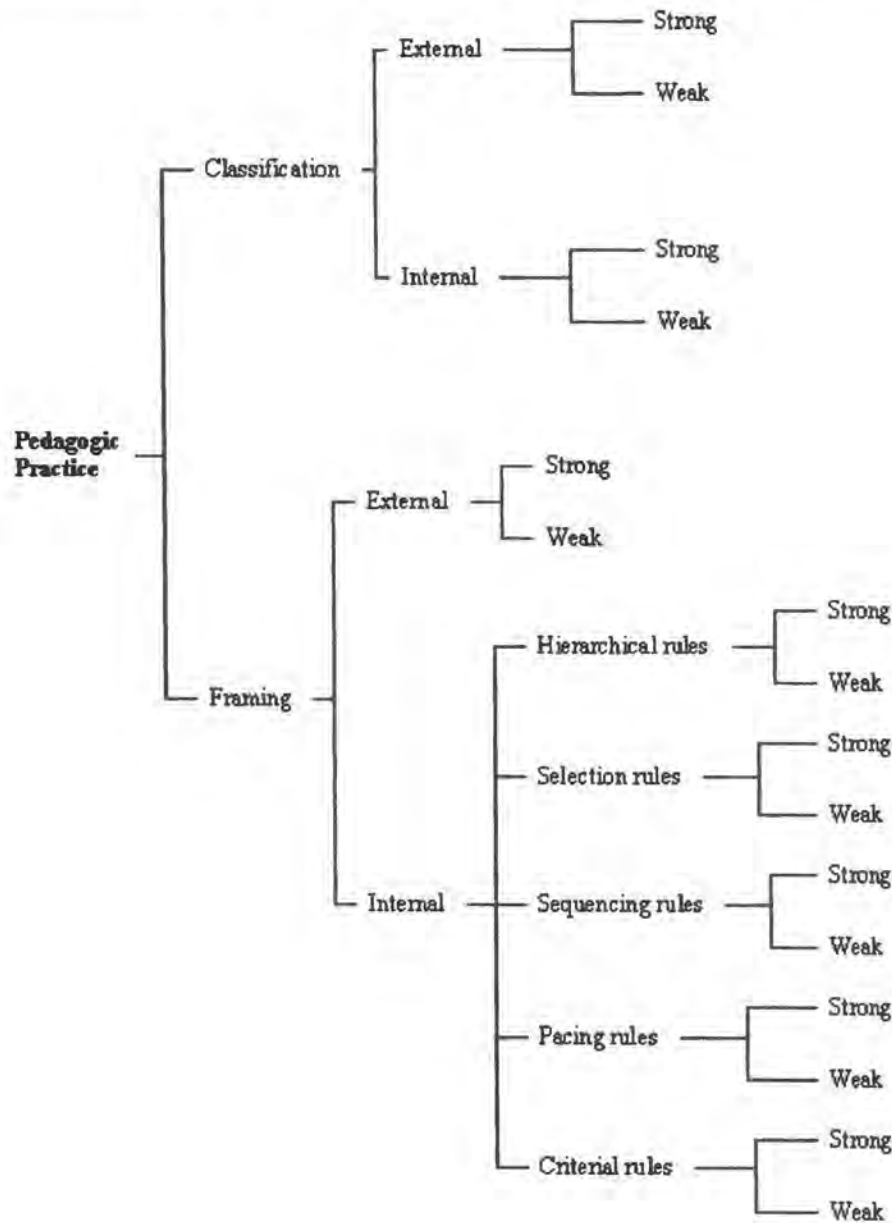 Strong
External
Weak
Classification
Strong
Internal
Weak
Pedagogic
Practice
Strong
External
Weak
Strong
Hierarchical rules
Weak
Framing
Strong
Selection rules
Weak
Strong
Internal
Sequencing rules
Weak
Strong
Pacing rules
Weak
Strong
Criterial rules
Weak